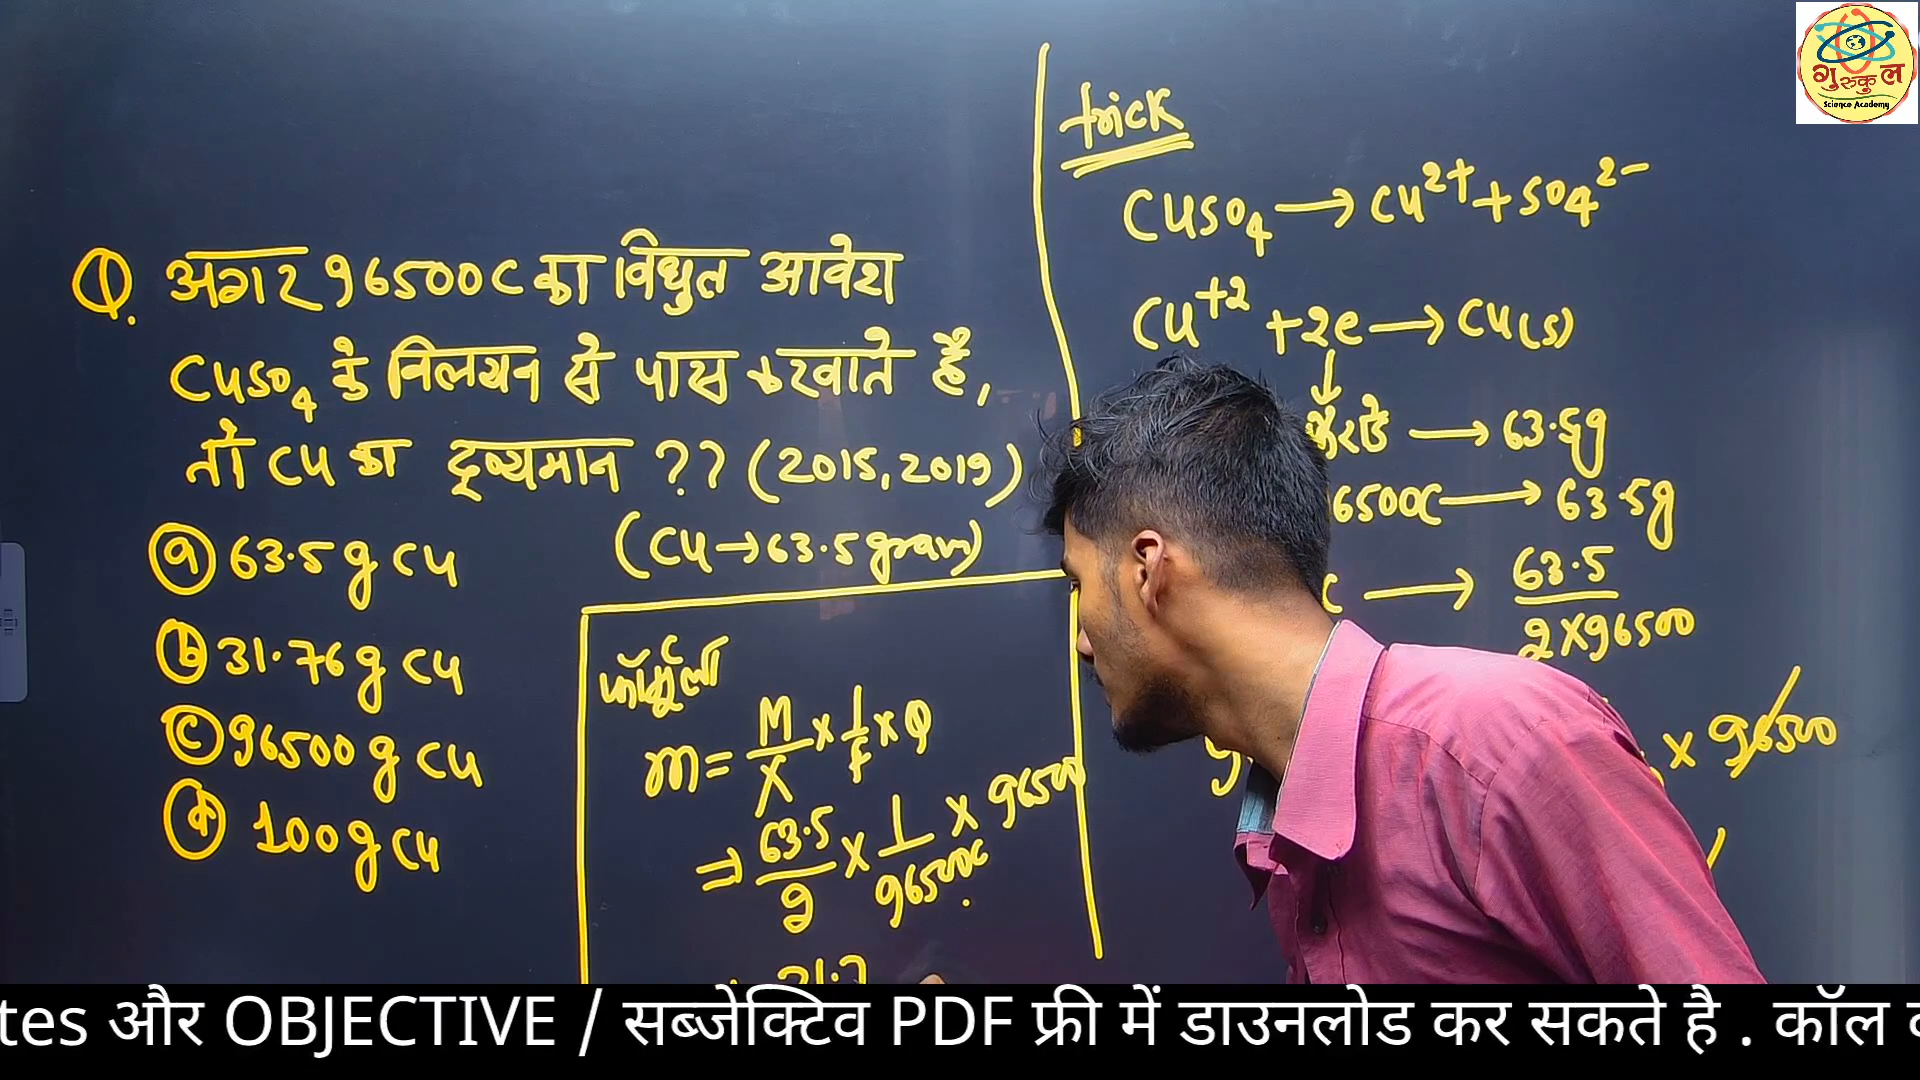 Q. अगर 96500C का विधुत आवेश
CuSO4 के विलयन से पास करवाते है,
तो Cu का द्रव्यमान ?? (2015, 2019)
(Cu → 63.5 gram)
ⓐ 63.5 g Cu
ⓑ 31.76 g Cu
ⓒ 96500 g Cu
ⓓ 100 g Cu
फॉर्मूला
m = M/X × 1/F × Q
⇒ 63.5/2 × 1/96500C × 96500
trick
CuSO4 → Cu2+ + SO4 2-
Cu+2 + 2e → Cu(s)
फैराडे → 63.5g
6500C → 63.5g
C → 63.5/2×96500
× 96500
गुरुकुल
Science Academy
tes और OBJECTIVE / सब्जेक्टिव PDF फ्री में डाउनलोड कर सकते है . कॉल